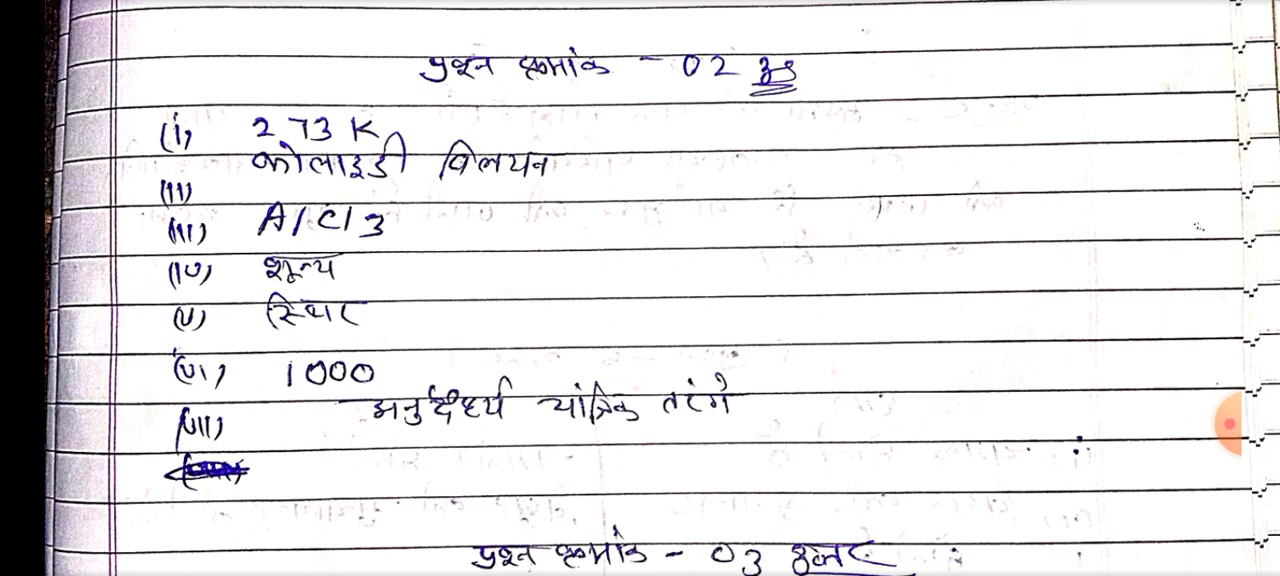 प्रश्न क्रमांक - 02 उ०
(i) 273 K
(ii) कोलाइडी विलयन
(iii) AlCl3
(iv) शून्य
(v) स्थिर
(vi) 1000
(vii) अनुदैर्ध्य यांत्रिक तरंगे
प्रश्न क्रमांक - 03 उत्तर